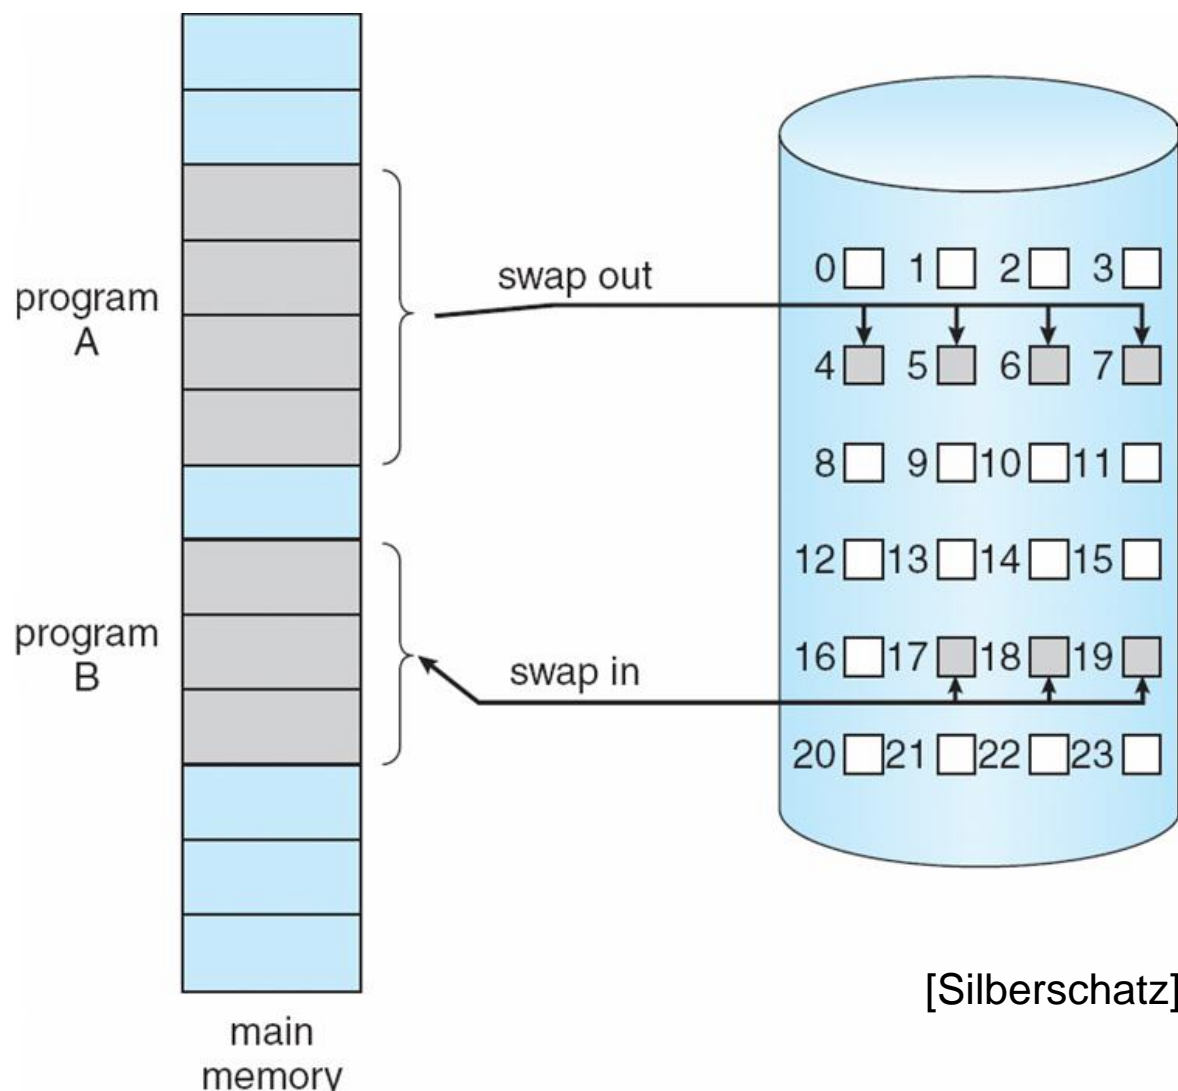 swap out
0 1 2 3
program
A
4 5 6 7
8 9 10 11
12 13 14 15
program
B
16 17 18 19
swap in
20 21 22 23
[Silberschatz]
main
memory